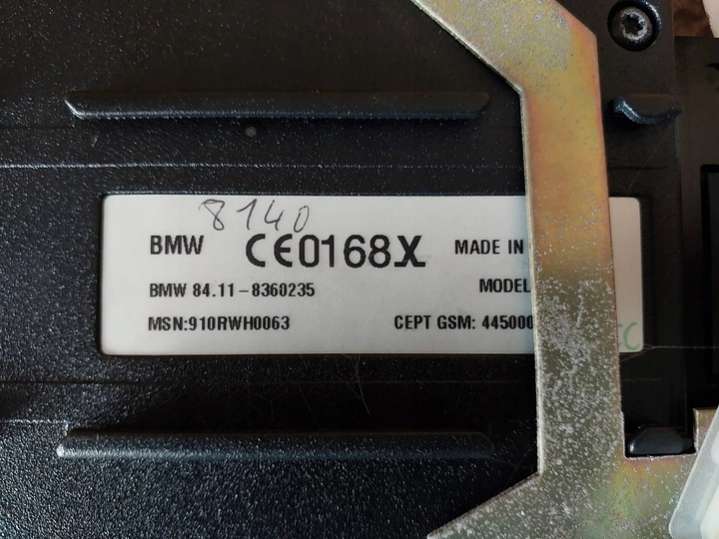 8140
BMW CE0168X MADE IN
BMW 84.11-8360235 MODEL
MSN:910RWH0063 CEPT GSM: 445000